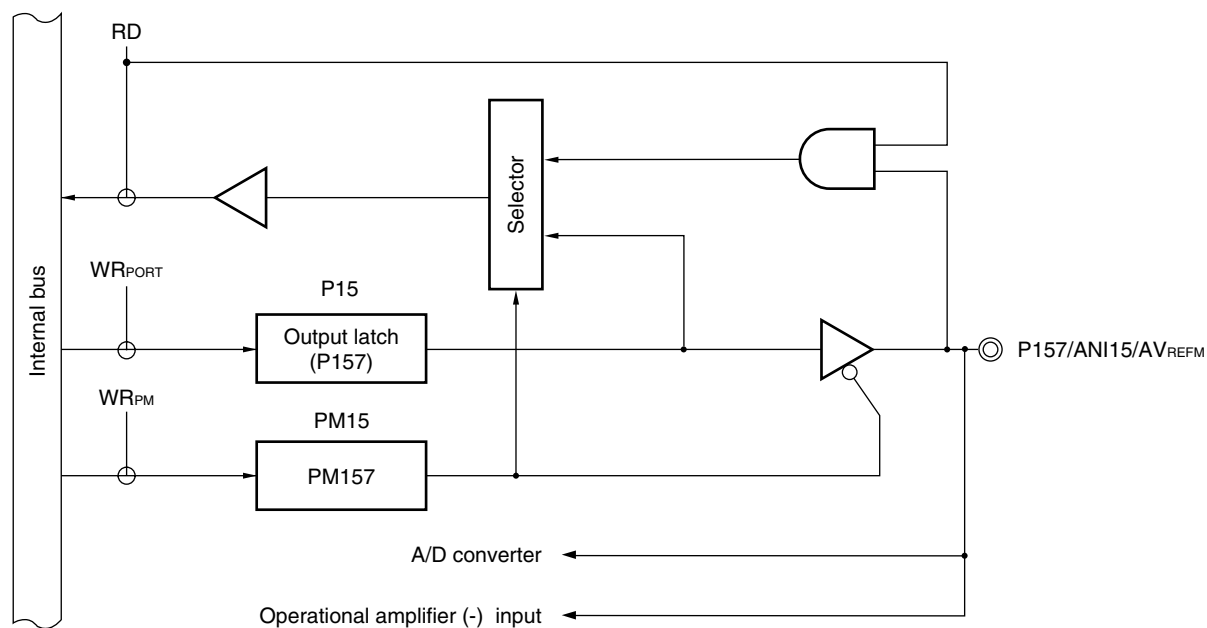 RD
Selector
Internal bus
WRPORT
P15
Output latch
(P157)
P157/ANI15/AVREFM
WRPM
PM15
PM157
A/D converter
Operational amplifier (-) input